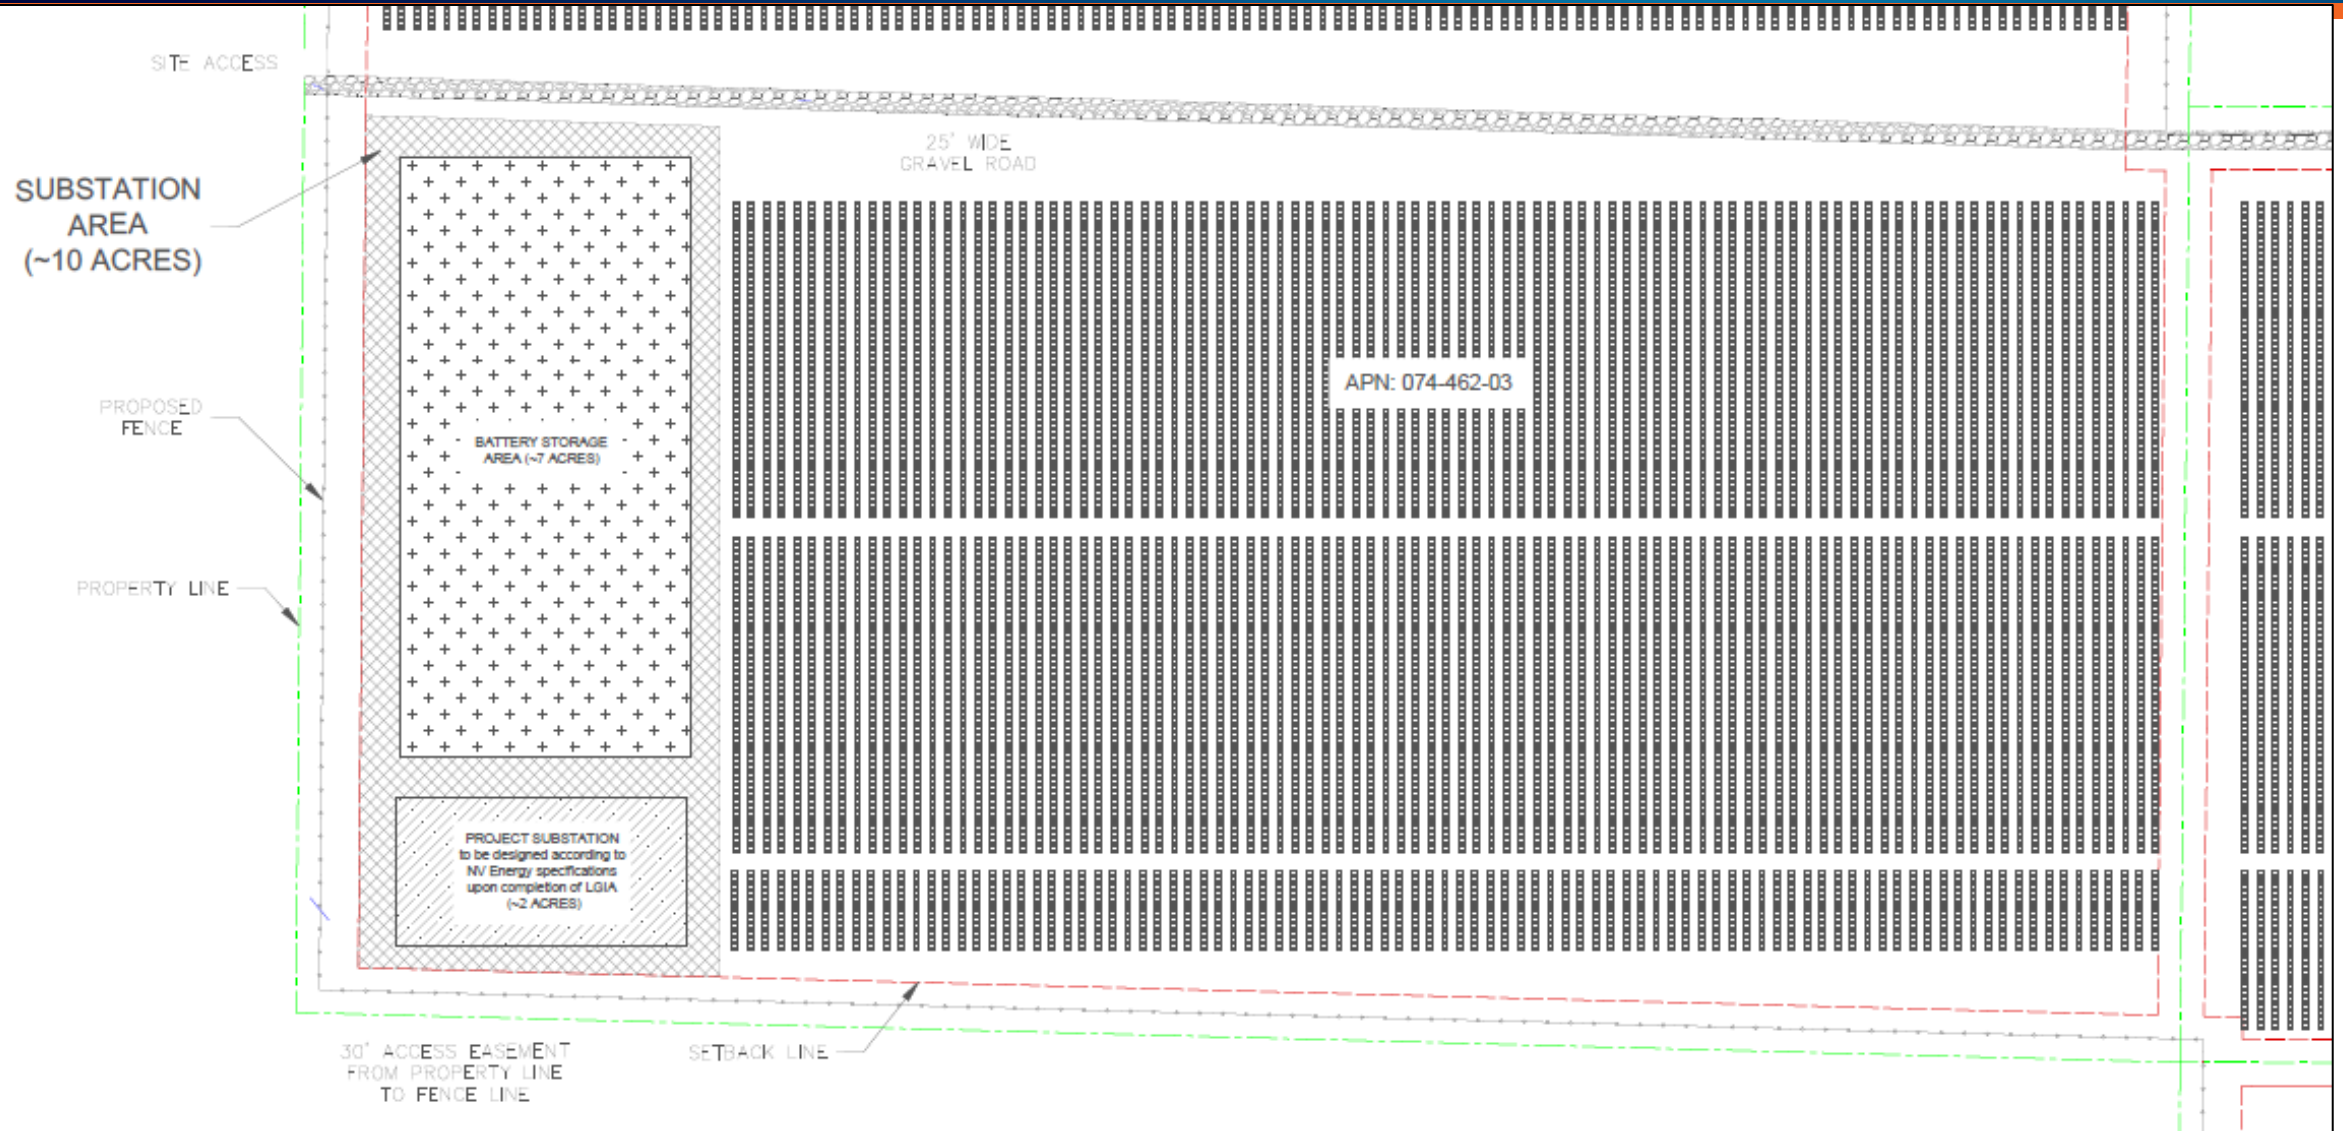 SITE ACCESS
25' WIDE
GRAVEL ROAD
SUBSTATION
AREA
(~10 ACRES)
APN: 074-462-03
PROPOSED
FENCE
BATTERY STORAGE
AREA (~7 ACRES)
PROPERTY LINE
PROJECT SUBSTATION
to be designed according to
NV Energy specifications
upon completion of LGIA
(~2 ACRES)
30' ACCESS EASEMENT
FROM PROPERTY LINE
TO FENCE LINE
SETBACK LINE